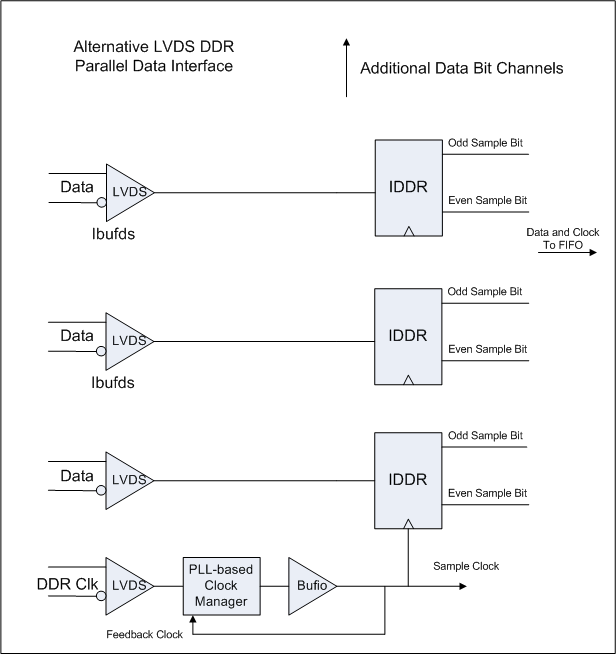 Alternative LVDS DDR
Parallel Data Interface
Additional Data Bit Channels
Data
LVDS
Ibufds
IDDR
Odd Sample Bit
Even Sample Bit
Data and Clock
To FIFO
Data
LVDS
Ibufds
IDDR
Odd Sample Bit
Even Sample Bit
Data
LVDS
IDDR
Odd Sample Bit
Even Sample Bit
DDR Clk
LVDS
PLL-based
Clock
Manager
Bufio
Sample Clock
Feedback Clock